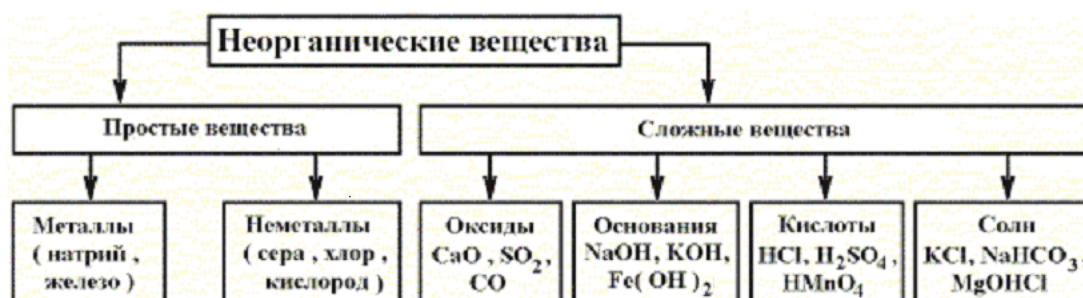 Неорганические вещества
Простые вещества
Сложные вещества
Металлы
( натрий ,
железо )
Неметаллы
( сера , хлор ,
кислород )
Оксиды
CaO , SO₂,
CO
Основания
NaOH, KOH,
Fe( OH )₂
Кислоты
HCl, H₂SO₄,
HMnO₄
Соли
KCl, NaHCO₃,
MgOHCl